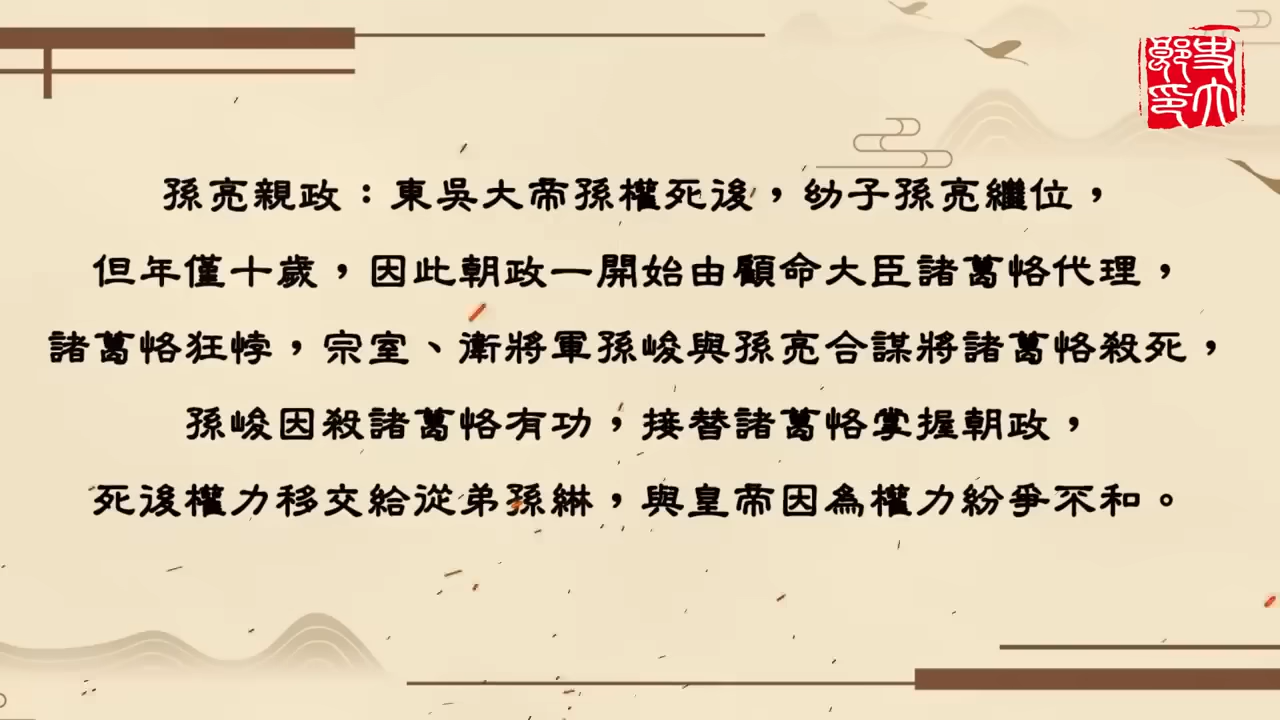 孫亮親政：東吳大帝孫權死後，幼子孫亮繼位，
但年僅十歲，因此朝政一開始由顧命大臣諸葛恪代理，
諸葛恪狂悖，宗室、衛將軍孫峻與孫亮合謀將諸葛恪殺死，
孫峻因殺諸葛恪有功，接替諸葛恪掌握朝政，
死後權力移交給從弟孫綝，與皇帝因為權力紛爭不和。